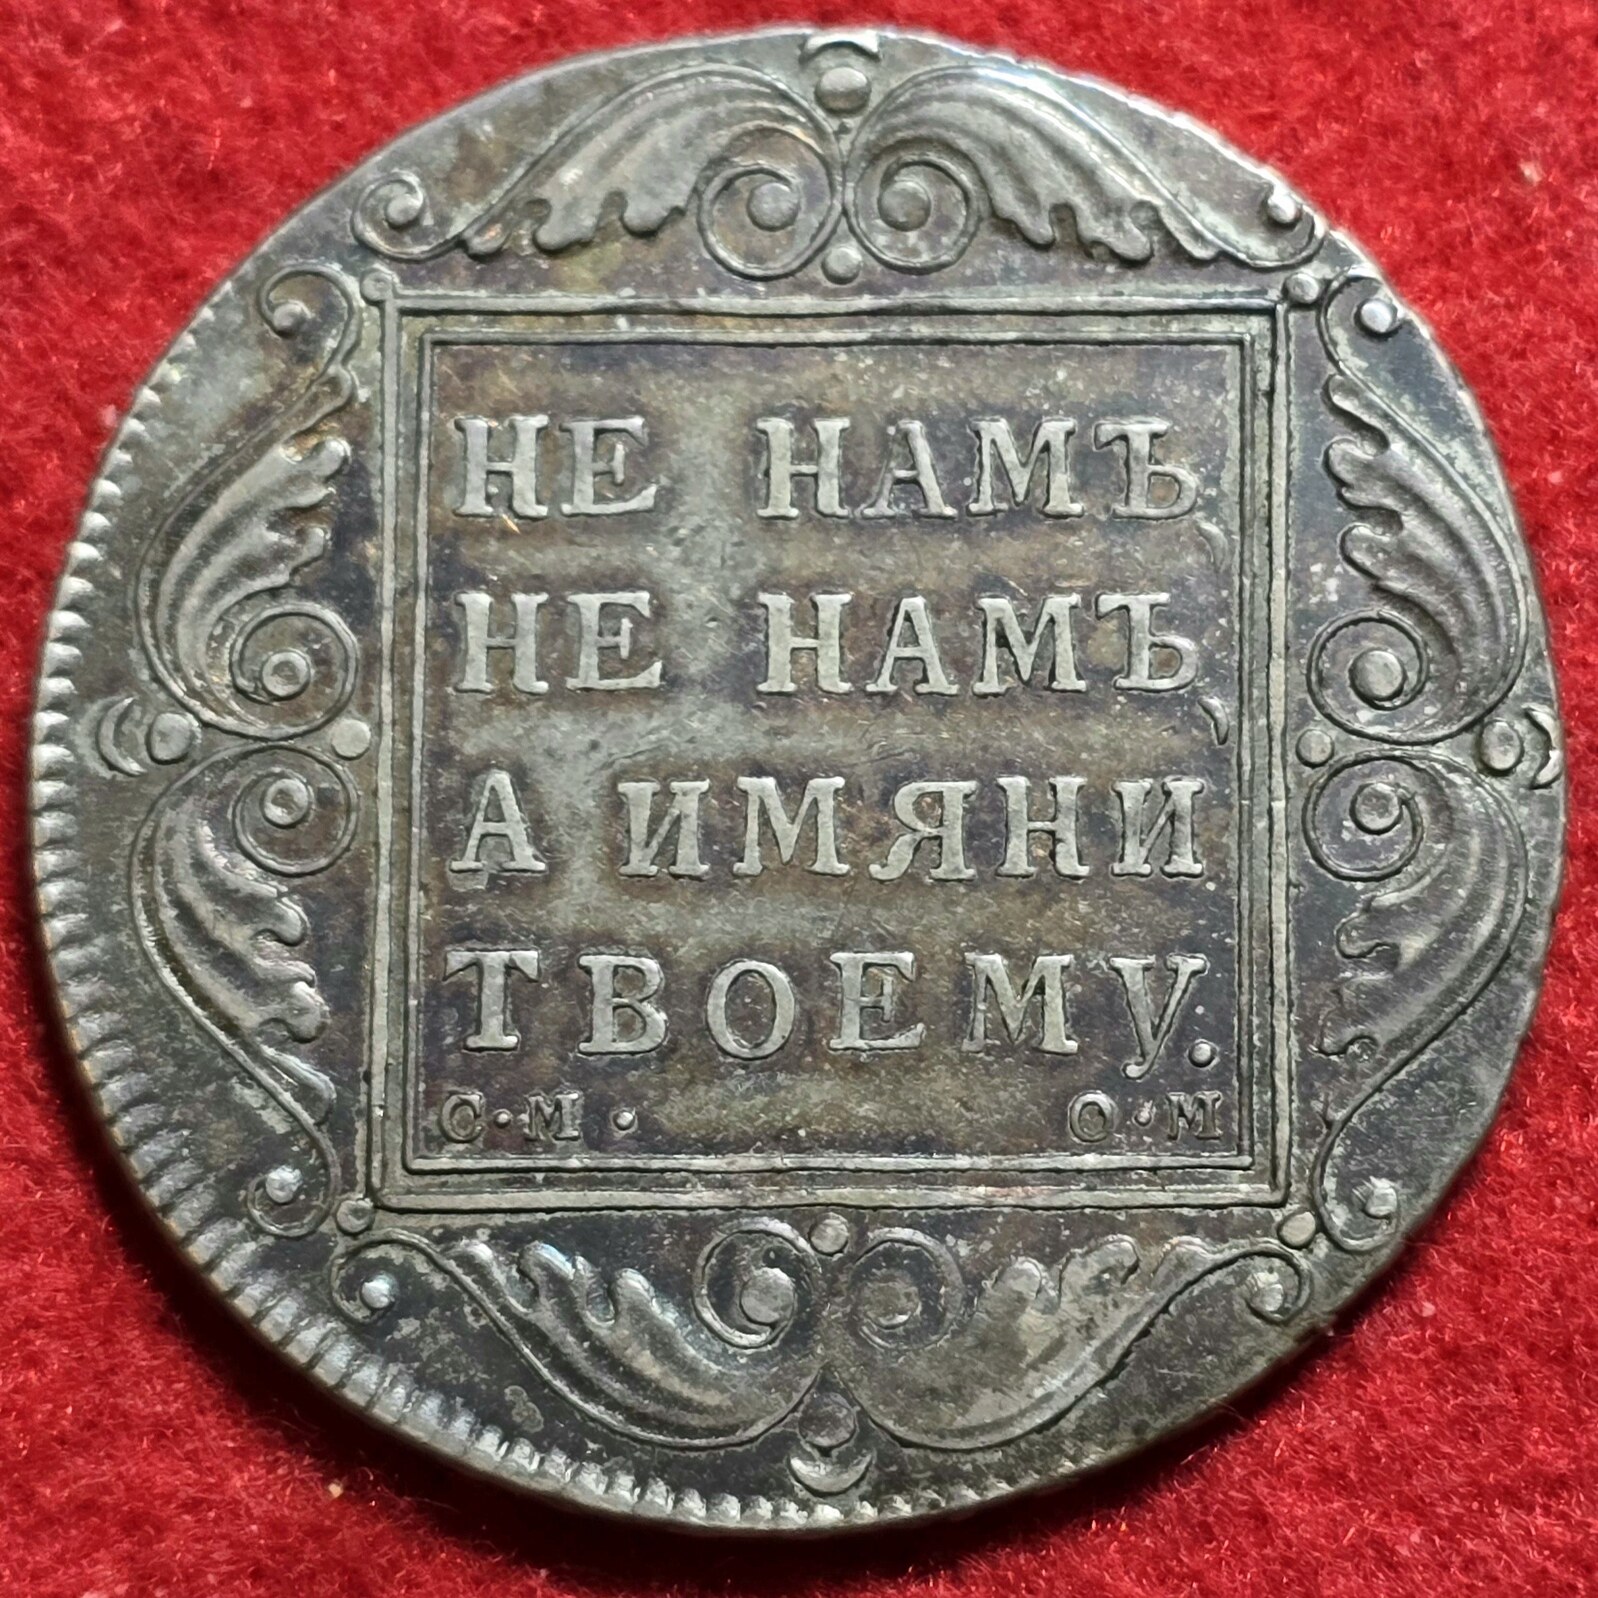 НЕ НАМЪ
НЕ НАМЪ
А ИМЯНИ
ТВОЕМУ.
С·М· О·М